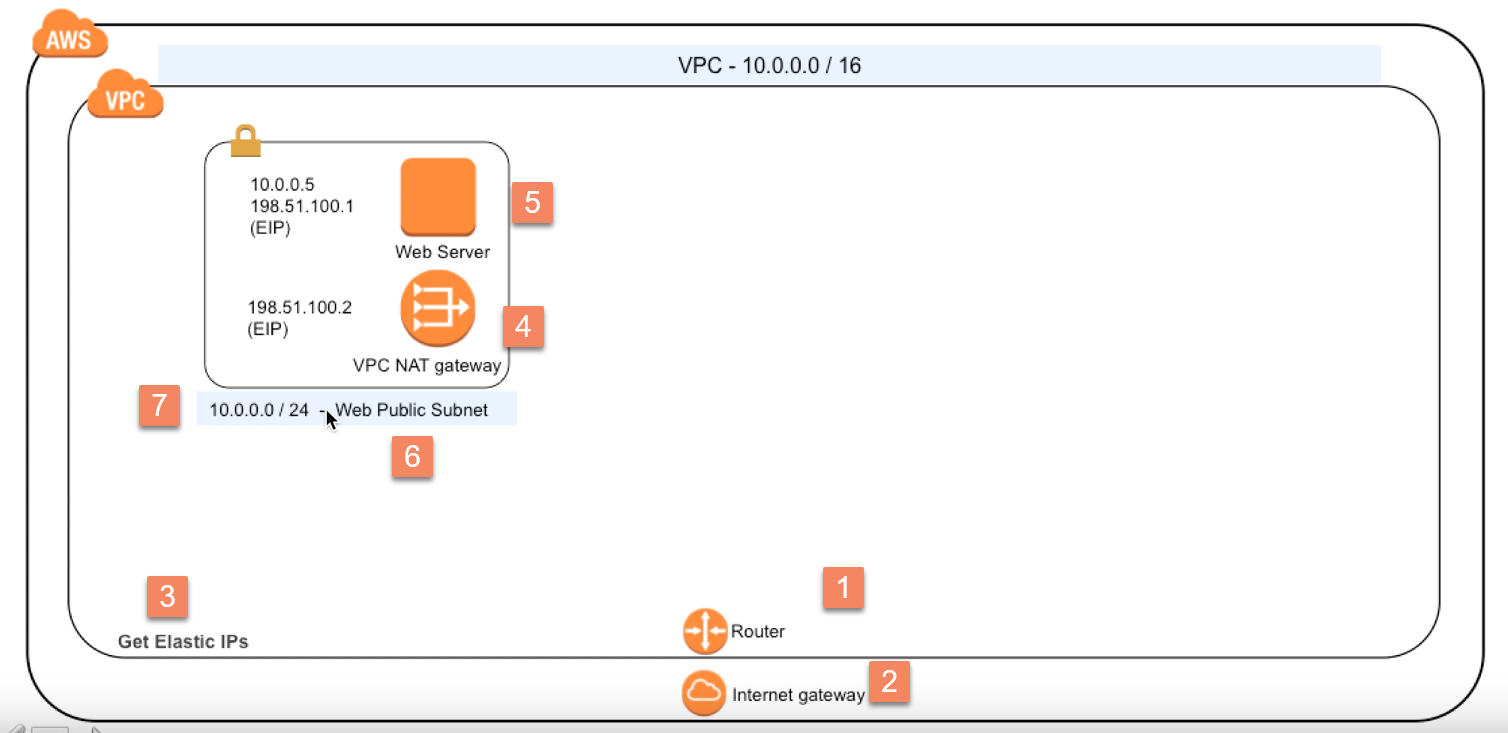 AWS
VPC - 10.0.0.0 / 16
VPC
10.0.0.5
198.51.100.1
(EIP)
5
Web Server
198.51.100.2
(EIP)
4
VPC NAT gateway
7
10.0.0.0 / 24 - Web Public Subnet
6
3
1
Get Elastic IPs
Router
Internet gateway
2